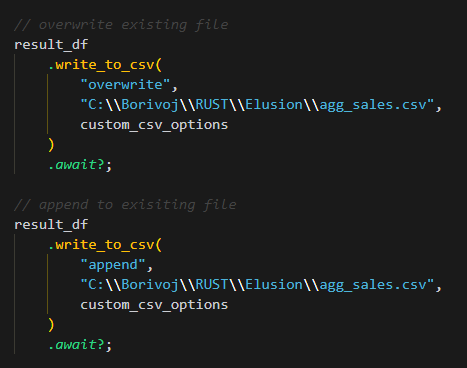 // overwrite existing file
result_df
    .write_to_csv(
        "overwrite",
        "C:\\Borivoj\\RUST\\Elusion\\agg_sales.csv",
        custom_csv_options
    )
    .await?;

// append to exisiting file
result_df
    .write_to_csv(
        "append",
        "C:\\Borivoj\\RUST\\Elusion\\agg_sales.csv",
        custom_csv_options
    )
    .await?;